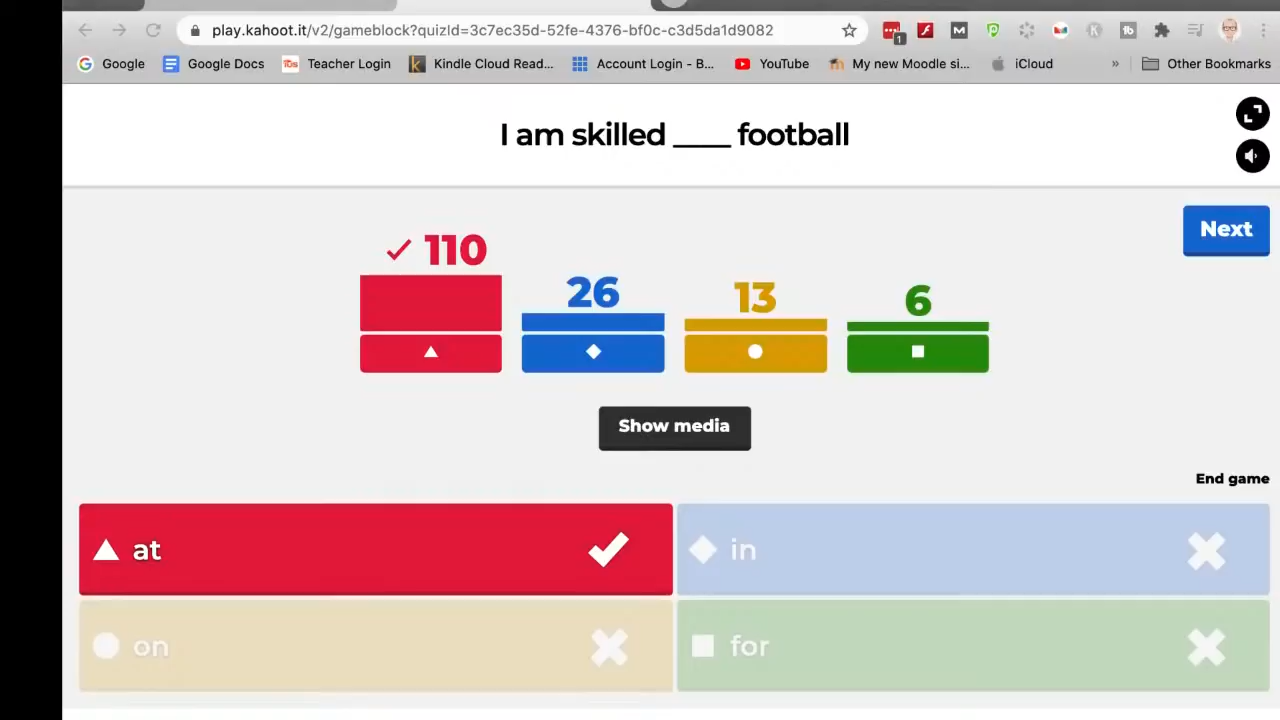 play.kahoot.it/v2/gameblock?quizId=3c7ec35d-52fe-4376-bf0c-c3d5da1d9082
1
Google
Google Docs
Teacher Login
Kindle Cloud Read...
Account Login - B...
YouTube
My new Moodle si...
iCloud
»
Other Bookmarks
I am skilled ____ football
Next
110
26
13
6
Show media
End game
at
in
on
for